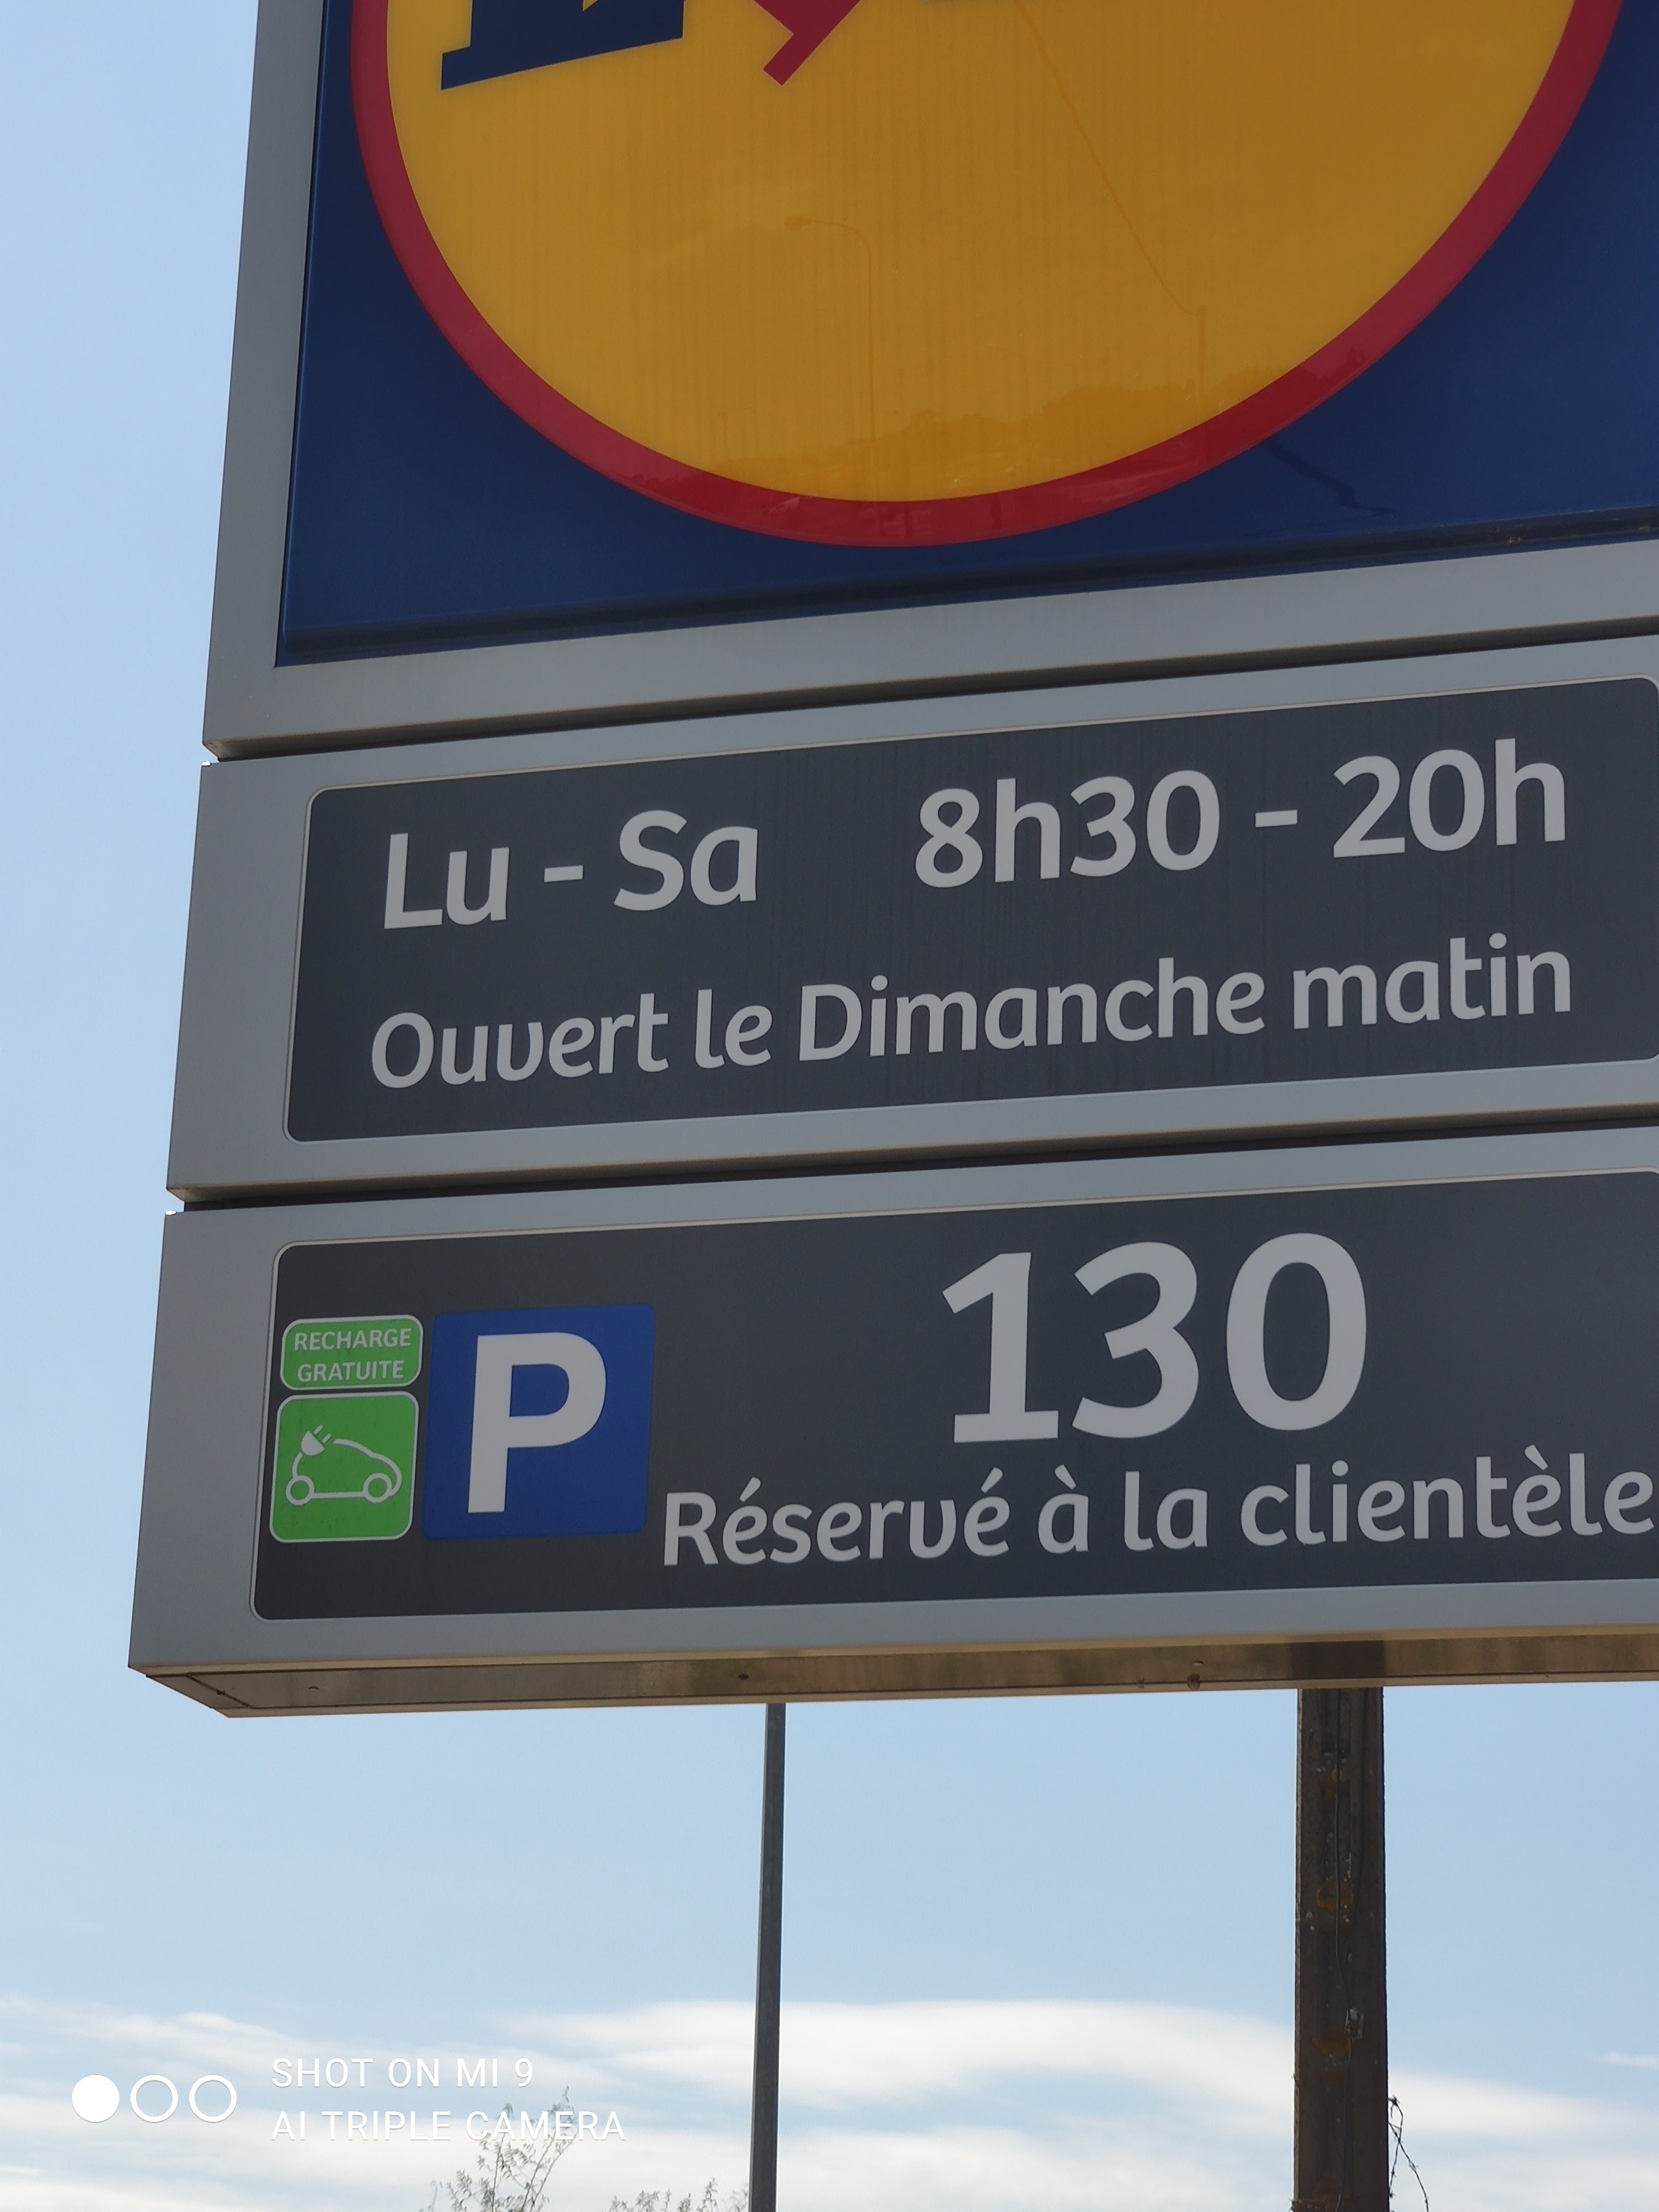 Lu - Sa 8h30 - 20h
Ouvert le Dimanche matin
RECHARGE
GRATUITE
P
130
Réservé à la clientèle
SHOT ON MI 9
AI TRIPLE CAMERA